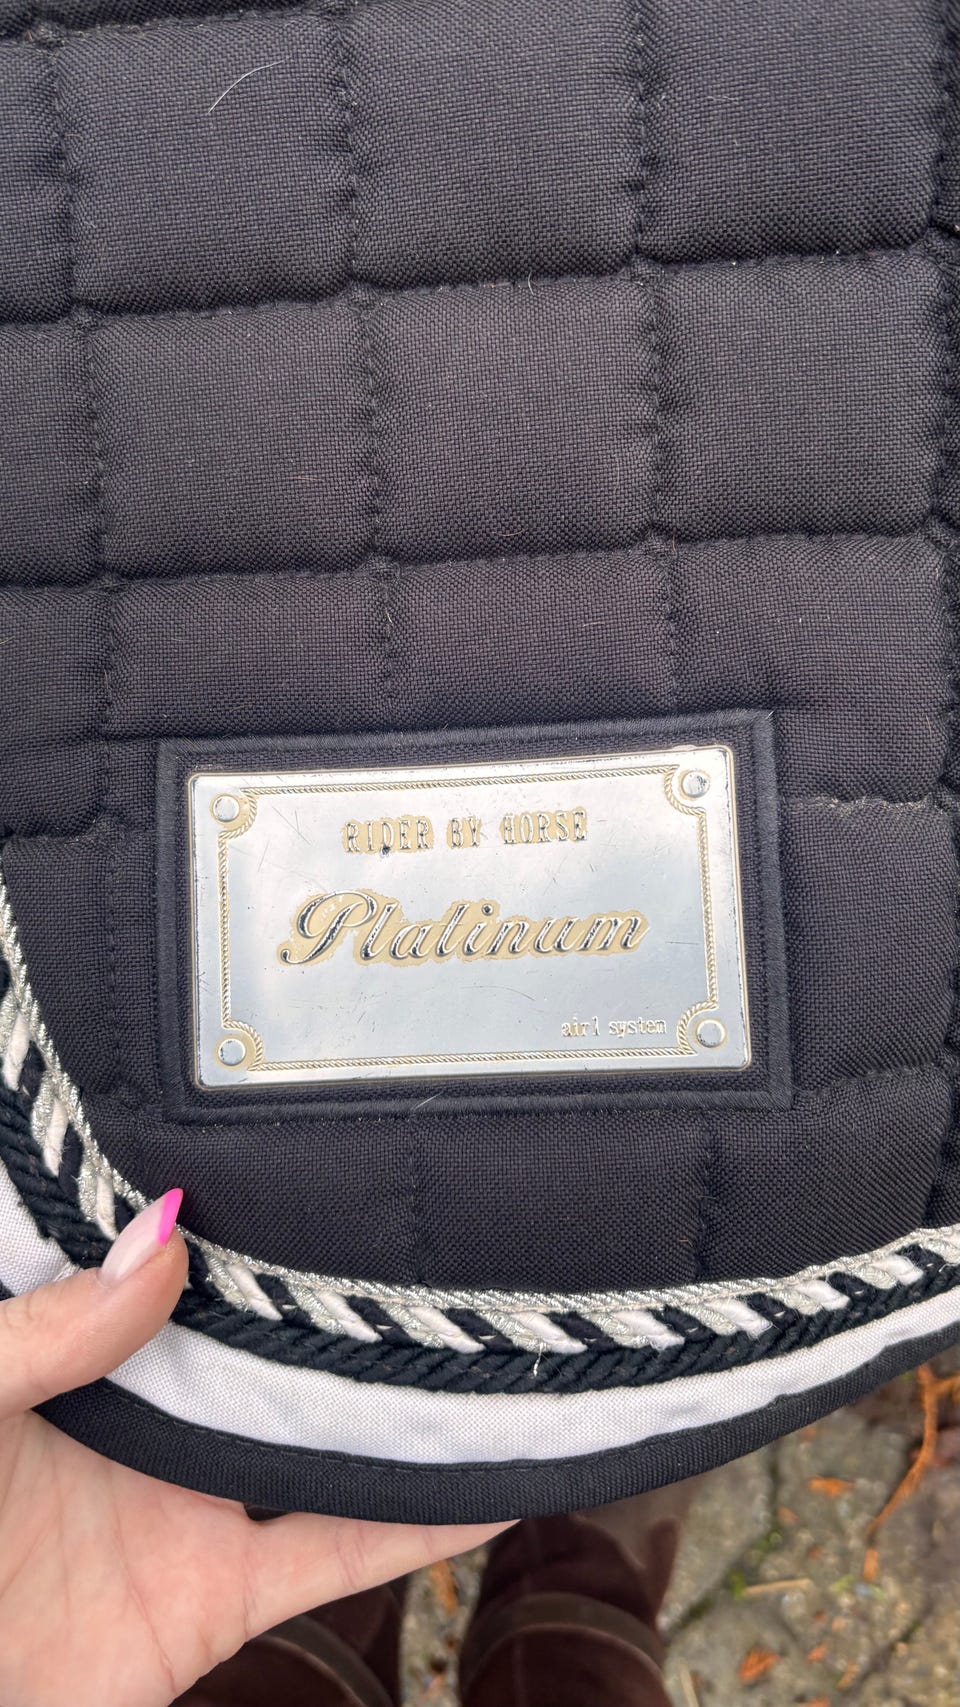 RIDER BY HORSE
Platinum
air1 system